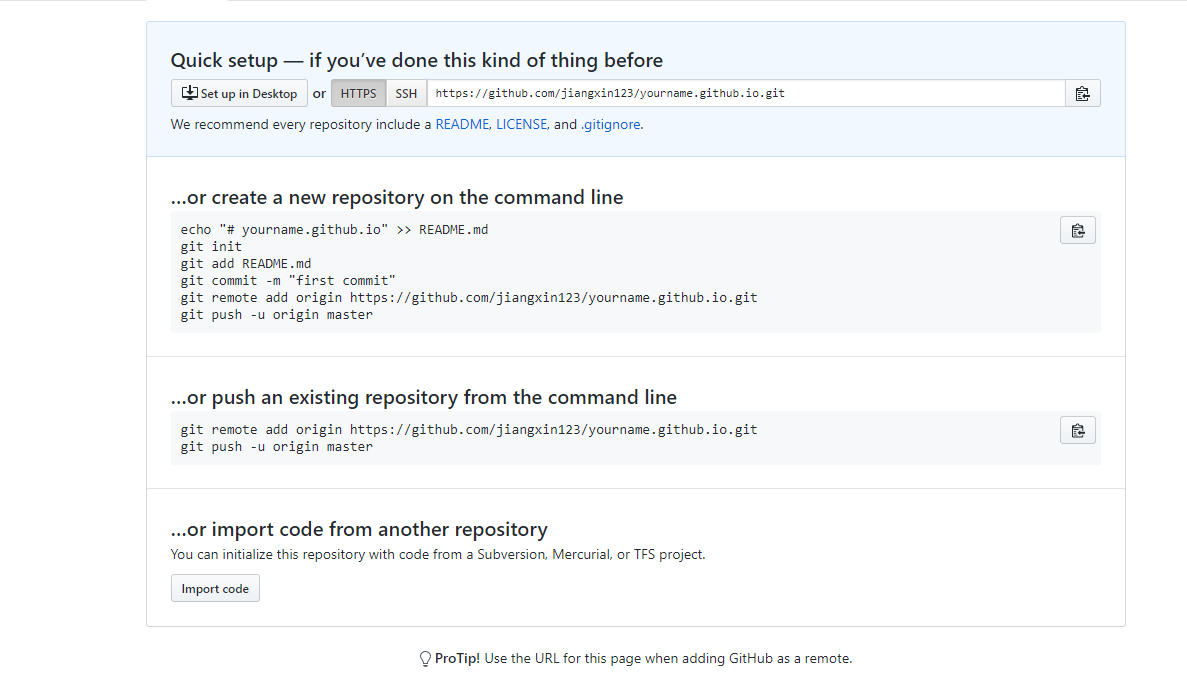 Quick setup — if you’ve done this kind of thing before
Set up in Desktop or HTTPS SSH https://github.com/jiangxin123/yourname.github.io.git
We recommend every repository include a README, LICENSE, and .gitignore.
…or create a new repository on the command line
echo "# yourname.github.io" >> README.md
git init
git add README.md
git commit -m "first commit"
git remote add origin https://github.com/jiangxin123/yourname.github.io.git
git push -u origin master
…or push an existing repository from the command line
git remote add origin https://github.com/jiangxin123/yourname.github.io.git
git push -u origin master
…or import code from another repository
You can initialize this repository with code from a Subversion, Mercurial, or TFS project.
Import code
ProTip! Use the URL for this page when adding GitHub as a remote.